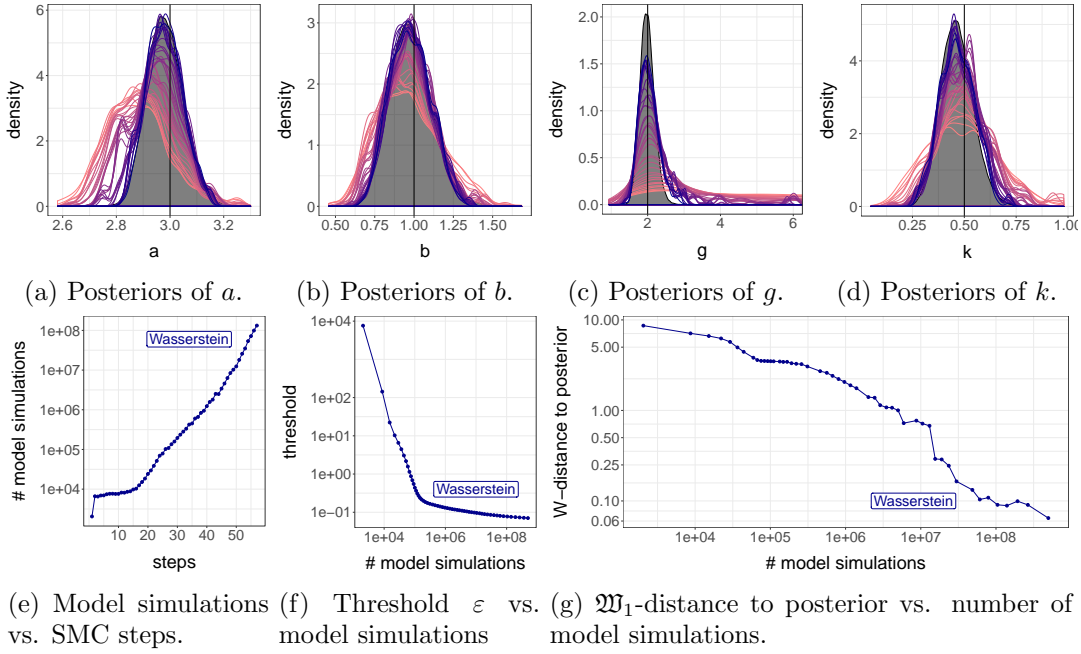 6
4
2
0
density
2.6
2.8
3.0
3.2
a
3
2
1
0
density
0.50
0.75
1.00
1.25
1.50
b
2.0
1.5
1.0
0.5
0.0
density
2
4
6
g
4
2
0
density
0.25
0.50
0.75
1.00
k
(a) Posteriors of a.
(b) Posteriors of b.
(c) Posteriors of g.
(d) Posteriors of k.
1e+08
1e+07
1e+06
1e+05
1e+04
# model simulations
Wasserstein
10
20
30
40
50
steps
1e+04
1e+02
1e+01
1e+00
1e−01
threshold
Wasserstein
1e+04
1e+06
1e+08
# model simulations
10.00
5.00
1.00
0.50
0.25
0.10
0.06
W−distance to posterior
Wasserstein
1e+04
1e+05
1e+06
1e+07
1e+08
# model simulations
(e) Model simulations
vs. SMC steps.
(f) Threshold ε vs.
model simulations
(g) 𝔚₁-distance to posterior vs. number of
model simulations.